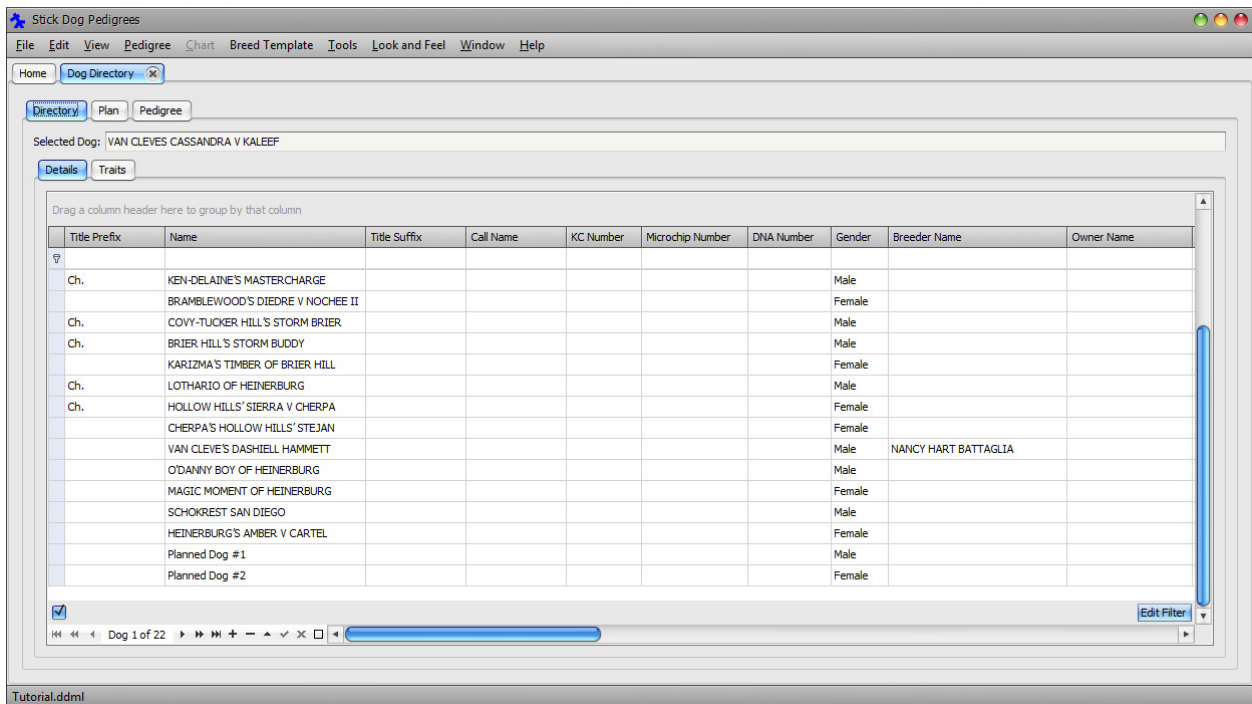 Stick Dog Pedigrees
File Edit View Pedigree Chart Breed Template Tools Look and Feel Window Help
Home Dog Directory
Directory Plan Pedigree
Selected Dog: VAN CLEVES CASSANDRA V KALEEF
Details Traits
Drag a column header here to group by that column
Title Prefix Name Title Suffix Call Name KC Number Microchip Number DNA Number Gender Breeder Name Owner Name
Ch. KEN-DELAINE'S MASTERCHARGE Male
BRAMBLEWOOD'S DIEDRE V NOCHEE II Female
Ch. COVY-TUCKER HILL'S STORM BRIER Male
Ch. BRIER HILL'S STORM BUDDY Male
KARIZMA'S TIMBER OF BRIER HILL Female
Ch. LOTHARIO OF HEINERBURG Male
Ch. HOLLOW HILLS' SIERRA V CHERPA Female
CHERPA'S HOLLOW HILLS' STEJAN Female
VAN CLEVE'S DASHIELL HAMMETT Male NANCY HART BATTAGLIA
O'DANNY BOY OF HEINERBURG Male
MAGIC MOMENT OF HEINERBURG Female
SCHOKREST SAN DIEGO Male
HEINERBURG'S AMBER V CARTEL Female
Planned Dog #1 Male
Planned Dog #2 Female
Edit Filter
Dog 1 of 22
Tutorial.ddml